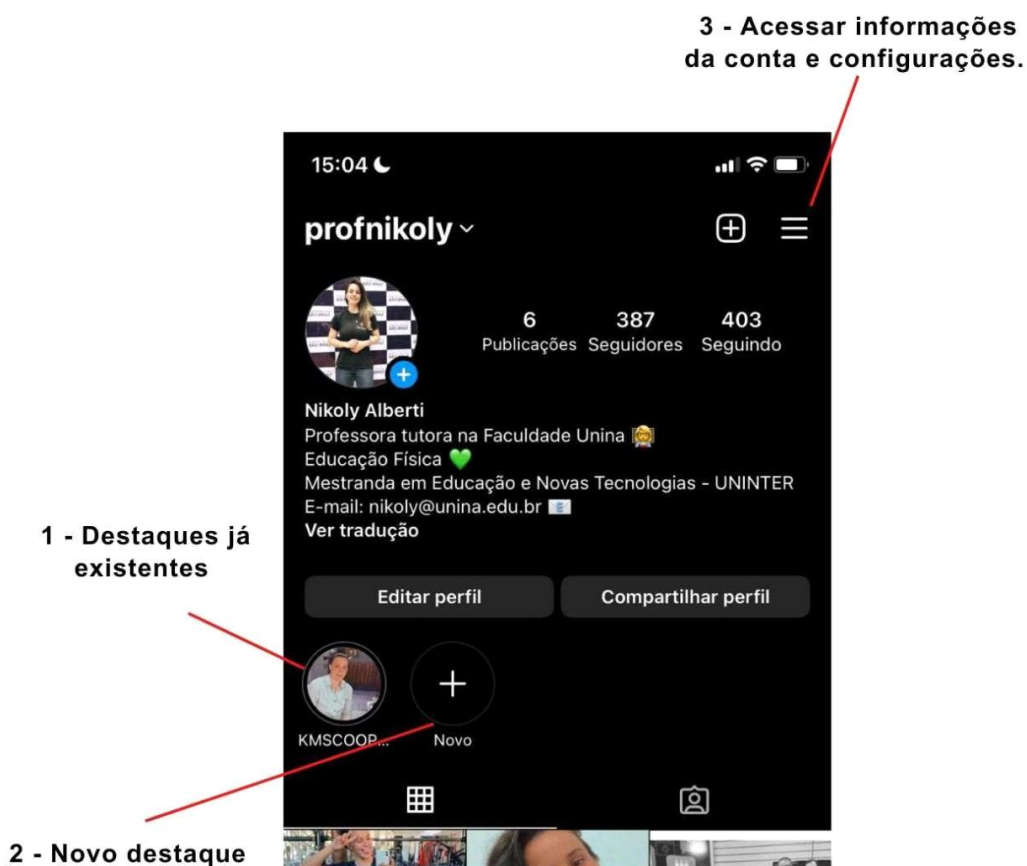 3 - Acessar informações
da conta e configurações.
15:04
profnikoly
6 387 403
Publicações Seguidores Seguindo
Nikoly Alberti
Professora tutora na Faculdade Unina 👩‍🏫
Educação Física 💚
Mestranda em Educação e Novas Tecnologias - UNINTER
E-mail: nikoly@unina.edu.br 📧
Ver tradução
1 - Destaques já
existentes
Editar perfil Compartilhar perfil
KMSCOOP... Novo
2 - Novo destaque